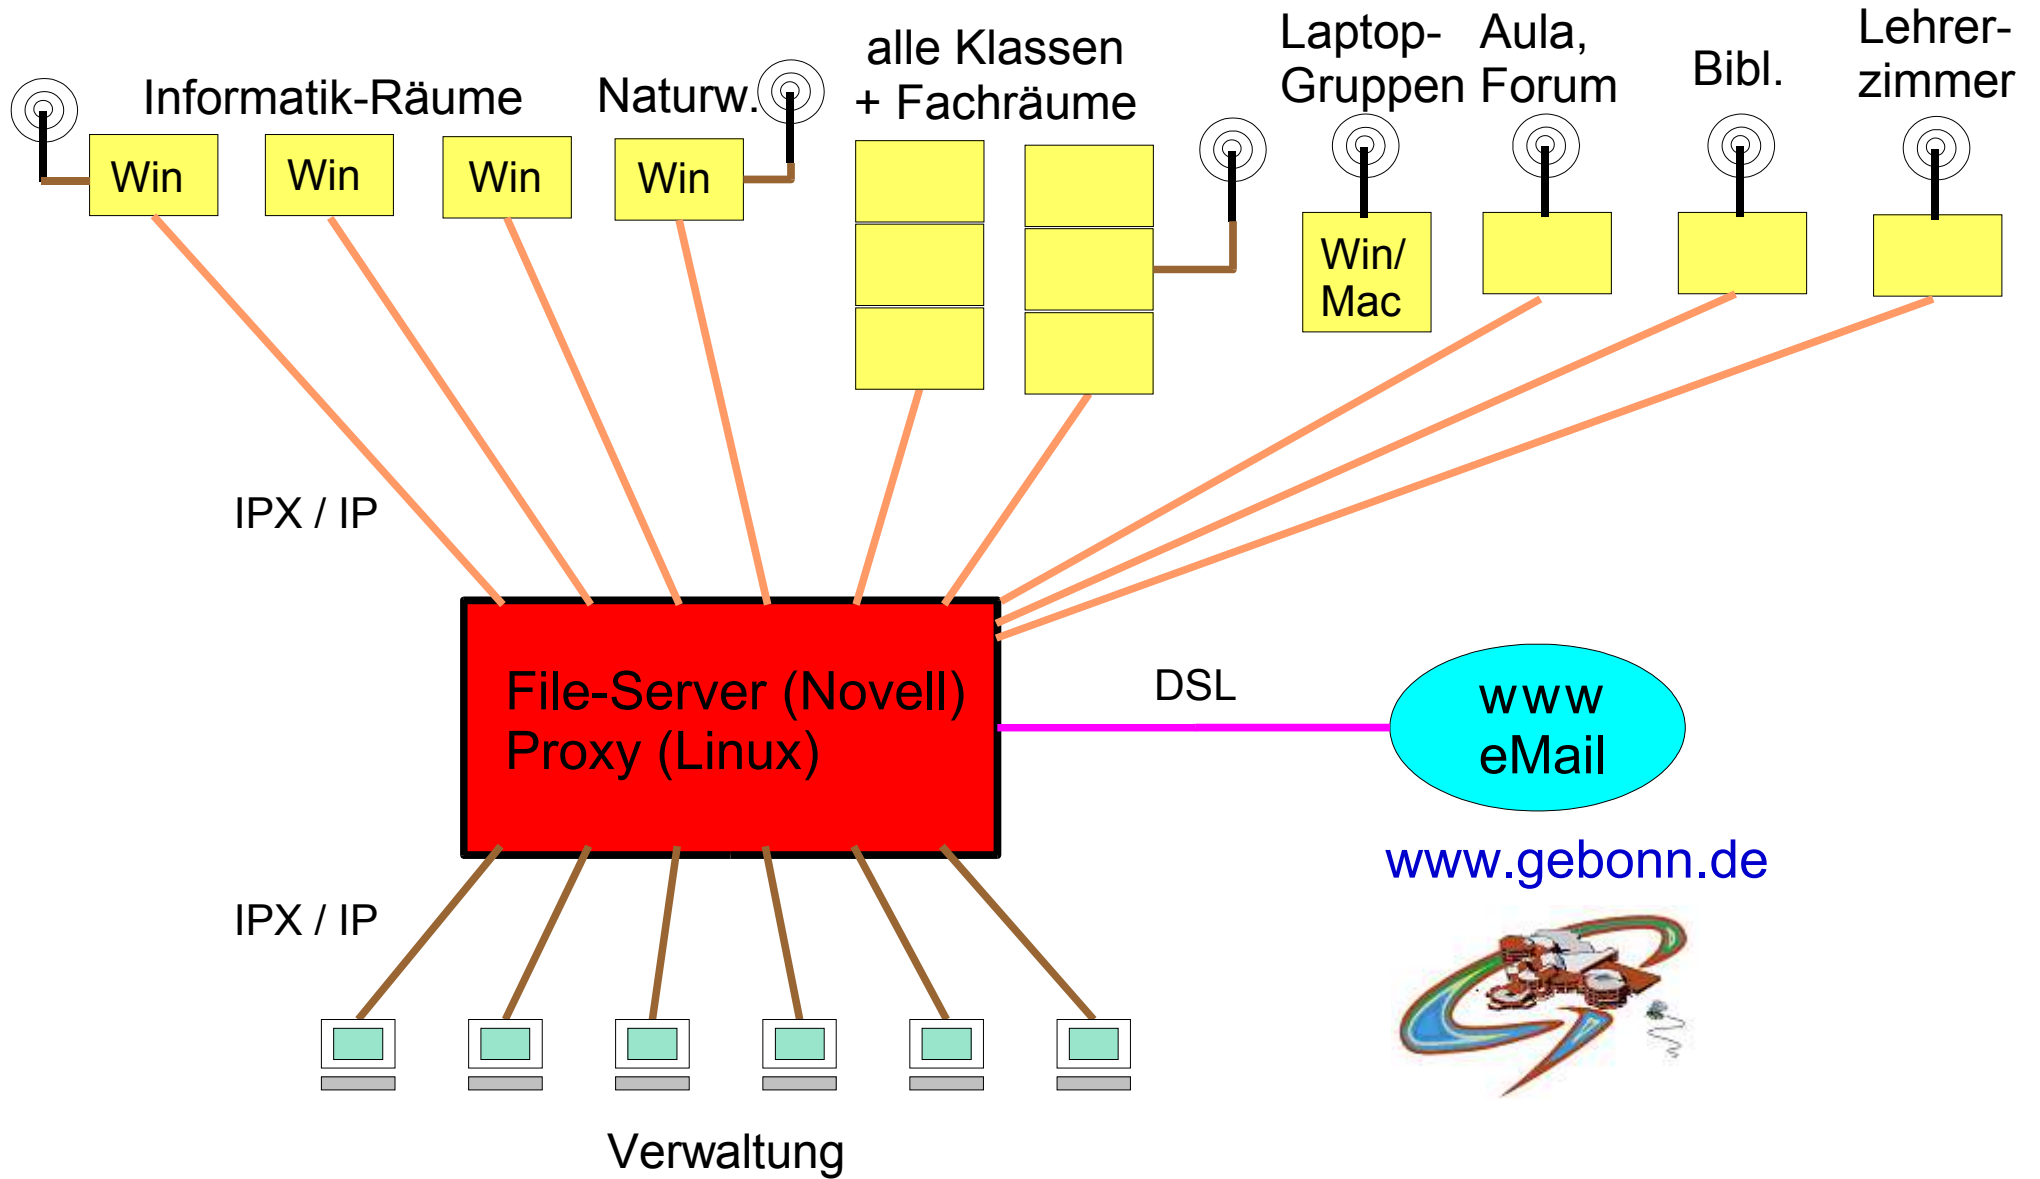 Informatik-Räume
Naturw.
alle Klassen
+ Fachräume
Laptop-
Gruppen
Aula,
Forum
Bibl.
Lehrer-
zimmer
Win
Win
Win
Win
Win/
Mac
IPX / IP
File-Server (Novell)
Proxy (Linux)
DSL
www
eMail
www.gebonn.de
IPX / IP
Verwaltung